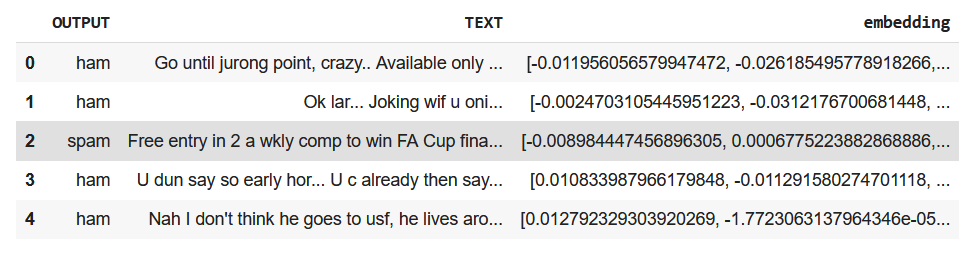 OUTPUT TEXT embedding
0 ham Go until jurong point, crazy.. Available only ... [-0.011956056579947472, -0.026185495778918266,...
1 ham Ok lar... Joking wif u oni... [-0.0024703105445951223, -0.0312176700681448, ...
2 spam Free entry in 2 a wkly comp to win FA Cup fina... [-0.008984447456896305, 0.0006775223882868886,...
3 ham U dun say so early hor... U c already then say... [0.010833987966179848, -0.011291580274701118, ...
4 ham Nah I don't think he goes to usf, he lives aro... [0.012792329303920269, -1.7723063137964346e-05...